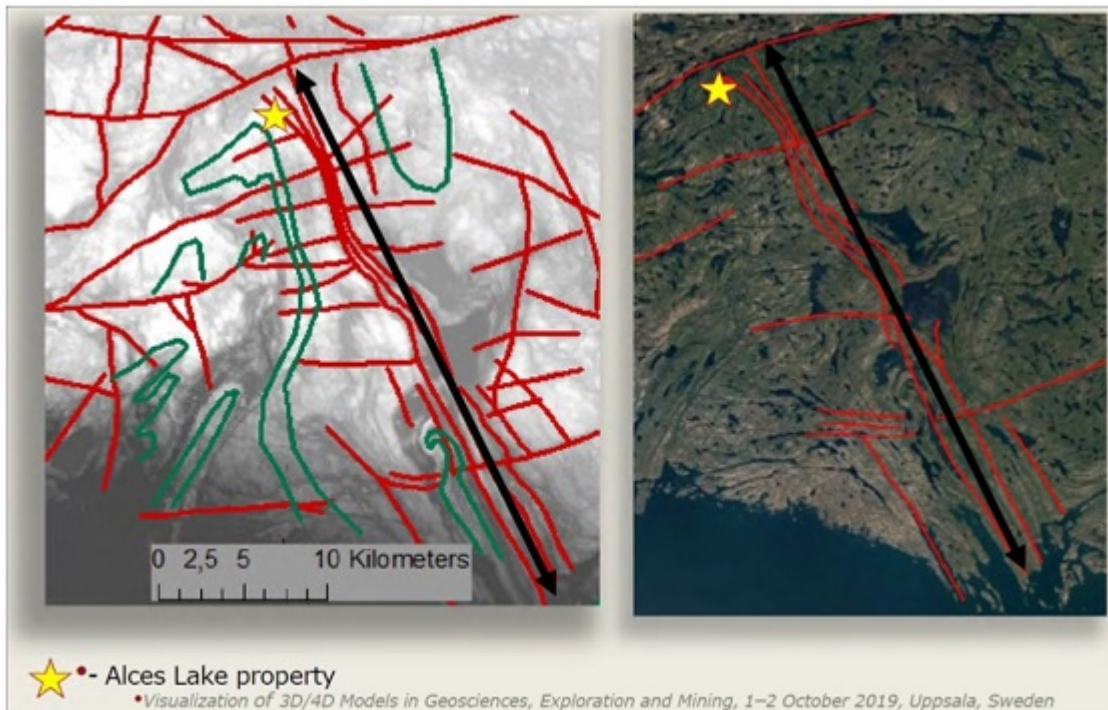 0 2,5 5 10 Kilometers
•- Alces Lake property
•Visualization of 3D/4D Models in Geosciences, Exploration and Mining, 1–2 October 2019, Uppsala, Sweden